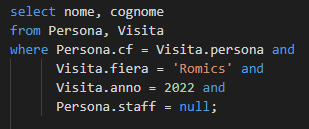 select nome, cognome
from Persona, Visita
where Persona.cf = Visita.persona and
Visita.fiera = 'Romics' and
Visita.anno = 2022 and
Persona.staff = null;